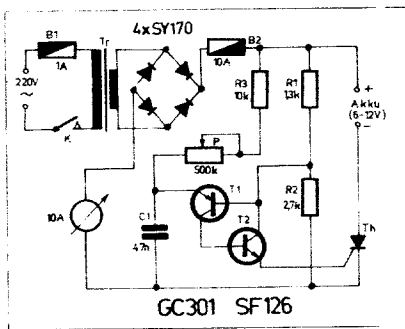 4xSY170
B1
1A
Tr
B2
10A
220V
~
K
R3
10k
R1
1,3k
+
Akku
(6-12V)
−
P
500k
10A
C1
47n
T1
T2
R2
2,7k
Th
GC301 SF126